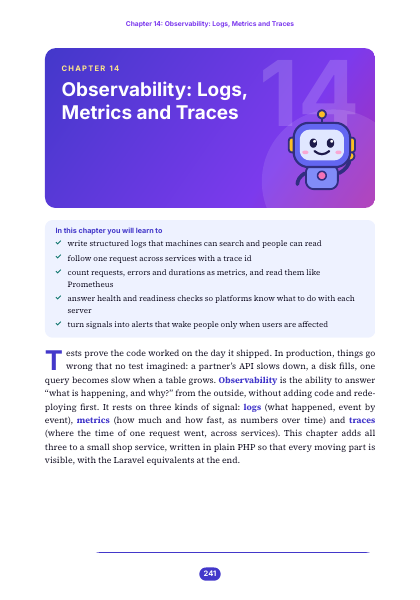 Chapter 14: Observability: Logs, Metrics and Traces
14
CHAPTER 14
Observability: Logs,
Metrics and Traces
In this chapter you will learn to
✓ write structured logs that machines can search and people can read
✓ follow one request across services with a trace id
✓ count requests, errors and durations as metrics, and read them like
Prometheus
✓ answer health and readiness checks so platforms know what to do with each
server
✓ turn signals into alerts that wake people only when users are affected
Tests prove the code worked on the day it shipped. In production, things go
wrong that no test imagined: a partner's API slows down, a disk fills, one
query becomes slow when a table grows. Observability is the ability to answer
“what is happening, and why?” from the outside, without adding code and rede-
ploying first. It rests on three kinds of signal: logs (what happened, event by
event), metrics (how much and how fast, as numbers over time) and traces
(where the time of one request went, across services). This chapter adds all
three to a small shop service, written in plain PHP so that every moving part is
visible, with the Laravel equivalents at the end.
241